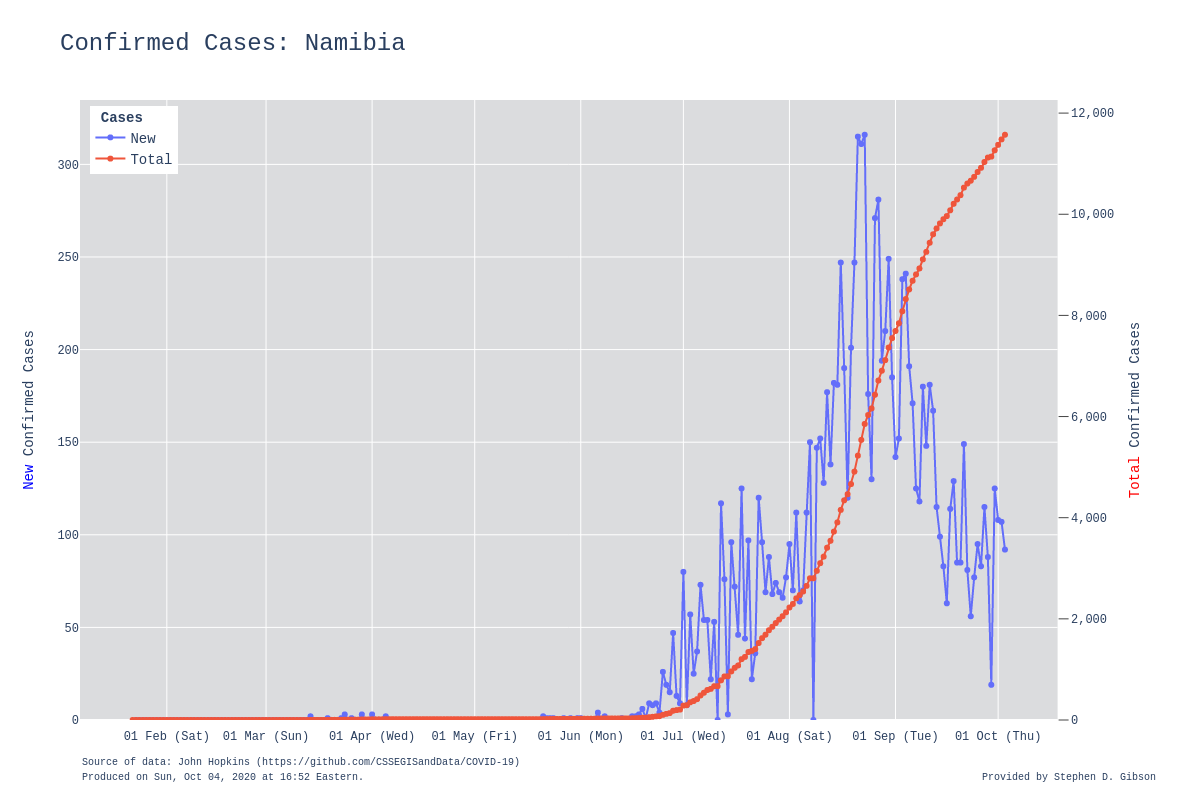 Confirmed Cases: Namibia
Cases
New
Total
300
250
200
150
100
50
0
12,000
10,000
8,000
6,000
4,000
2,000
0
New Confirmed Cases
Total Confirmed Cases
01 Feb (Sat) 01 Mar (Sun) 01 Apr (Wed) 01 May (Fri) 01 Jun (Mon) 01 Jul (Wed) 01 Aug (Sat) 01 Sep (Tue) 01 Oct (Thu)
Source of data: John Hopkins (https://github.com/CSSEGISandData/COVID-19)
Produced on Sun, Oct 04, 2020 at 16:52 Eastern.
Provided by Stephen D. Gibson